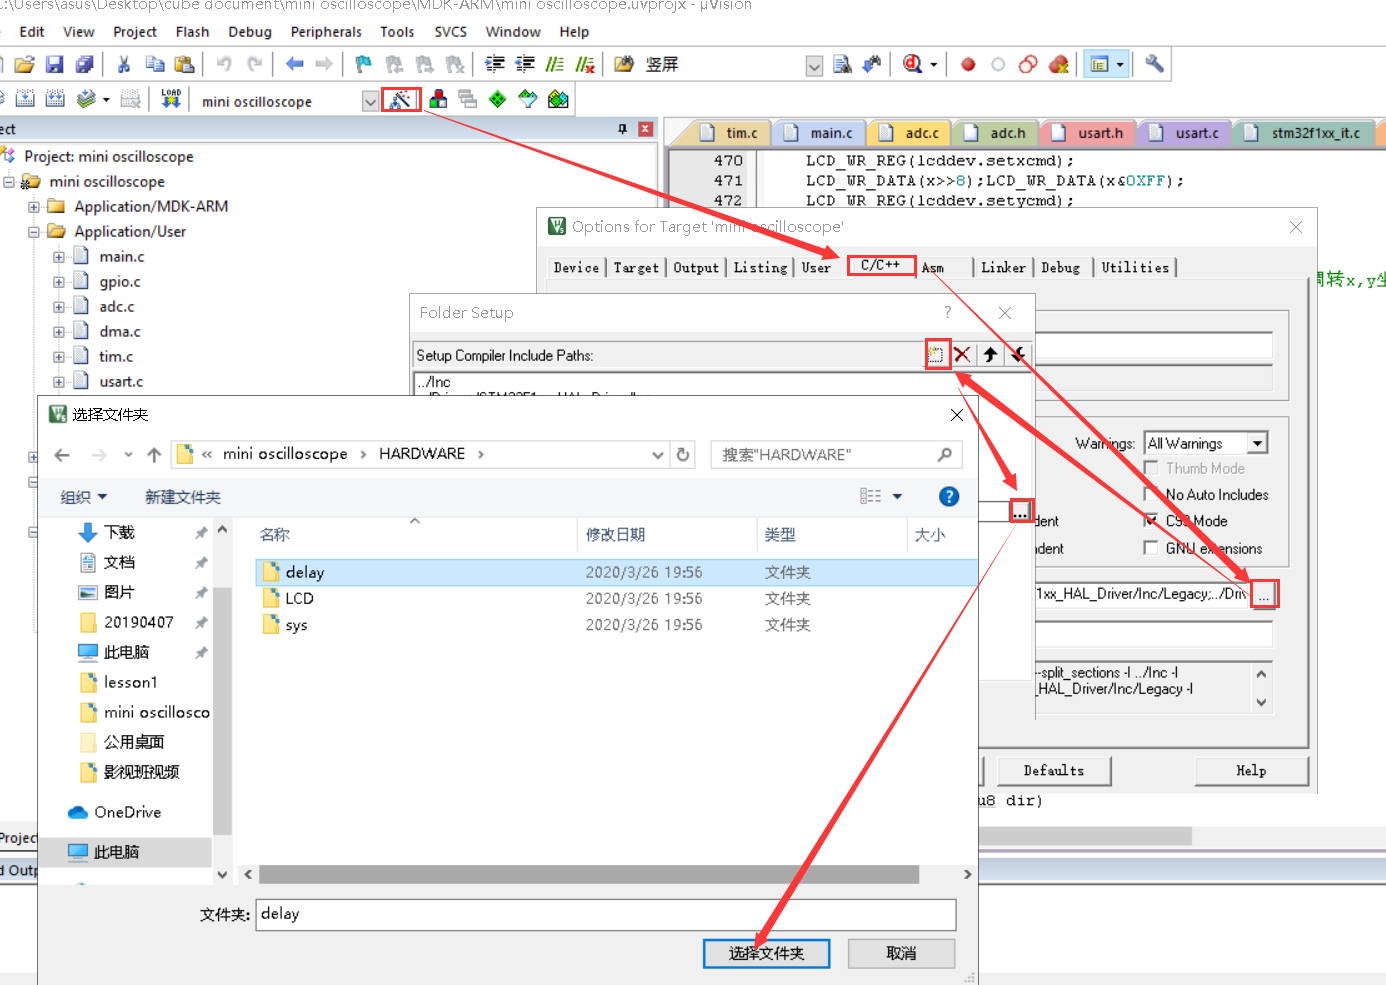 :\Users\asus\Desktop\cube document\mini oscilloscope\MDK-ARM\mini oscilloscope.uvprojx - µVision
Edit View Project Flash Debug Peripherals Tools SVCS Window Help
竖屏
LOAD
mini oscilloscope
ect
Project: mini oscilloscope
mini oscilloscope
Application/MDK-ARM
Application/User
main.c
gpio.c
adc.c
dma.c
tim.c
usart.c
tim.c main.c adc.c adc.h usart.h usart.c stm32f1xx_it.c
470 LCD_WR_REG(lcddev.setxcmd);
471 LCD_WR_DATA(x>>8);LCD_WR_DATA(x&0XFF);
472 LCD_WR_REG(lcddev.setycmd);
Options for Target 'mini oscilloscope'
Device Target Output Listing User C/C++ Asm Linker Debug Utilities
转x,y坐
Folder Setup
?
Setup Compiler Include Paths:
../Inc
Warnings: All Warnings
Thumb Mode
No Auto Includes
dent
C99 Mode
ndent
GNU extensions
1xx_HAL_Driver/Inc/Legacy;../Driv
...
...
--split_sections -I ../Inc -I
_HAL_Driver/Inc/Legacy -I
Defaults Help
u8 dir)
Project
d Outp
选择文件夹
« mini oscilloscope › HARDWARE ›
搜索"HARDWARE"
组织 新建文件夹
?
下载
文档
图片
20190407
此电脑
lesson1
mini oscillosco
公用桌面
影视班视频
OneDrive
此电脑
名称 修改日期 类型 大小
delay 2020/3/26 19:56 文件夹
LCD 2020/3/26 19:56 文件夹
sys 2020/3/26 19:56 文件夹
文件夹: delay
选择文件夹 取消